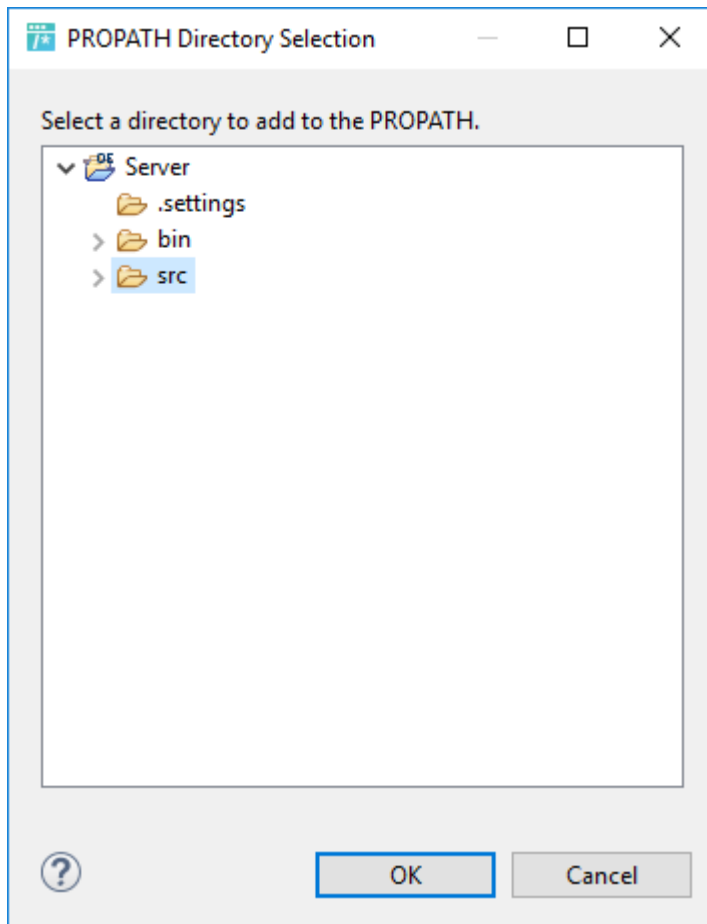 PROPATH Directory Selection
Select a directory to add to the PROPATH.
Server
.settings
bin
src
OK
Cancel